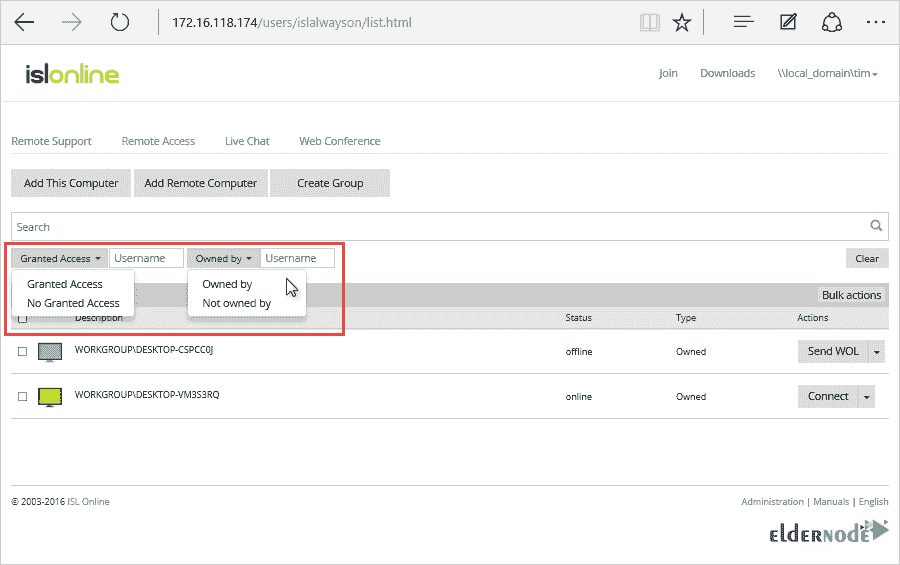 172.16.118.174/users/islalwayson/list.html
islonline
Join Downloads \\local_domain\tim
Remote Support Remote Access Live Chat Web Conference
Add This Computer Add Remote Computer Create Group
Search
Granted Access Username Owned by Username Clear
Granted Access Owned by
No Granted Access Not owned by
Bulk actions
Description Status Type Actions
WORKGROUP\DESKTOP-CSPCC0J offline Owned Send WOL
WORKGROUP\DESKTOP-VM3S3RQ online Owned Connect
© 2003-2016 ISL Online Administration | Manuals | English
ELDERNODE